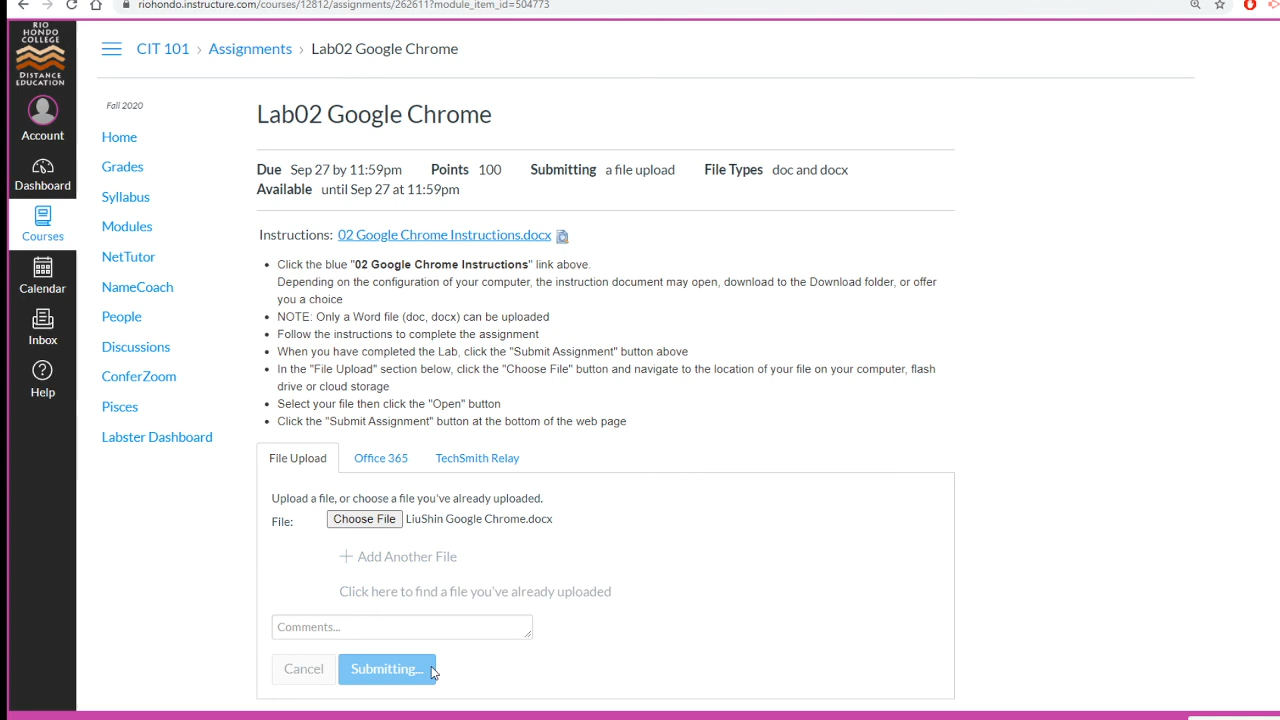 riohondo.instructure.com/courses/12812/assignments/262611?module_item_id=504773
RIO
HONDO
COLLEGE
DISTANCE
EDUCATION
Account
Dashboard
Courses
Calendar
Inbox
Help
CIT 101 › Assignments › Lab02 Google Chrome
Fall 2020
Home
Grades
Syllabus
Modules
NetTutor
NameCoach
People
Discussions
ConferZoom
Pisces
Labster Dashboard
Lab02 Google Chrome
Due Sep 27 by 11:59pm Points 100 Submitting a file upload File Types doc and docx
Available until Sep 27 at 11:59pm
Instructions: 02 Google Chrome Instructions.docx
• Click the blue "02 Google Chrome Instructions" link above.
Depending on the configuration of your computer, the instruction document may open, download to the Download folder, or offer
you a choice
• NOTE: Only a Word file (doc, docx) can be uploaded
• Follow the instructions to complete the assignment
• When you have completed the Lab, click the "Submit Assignment" button above
• In the "File Upload" section below, click the "Choose File" button and navigate to the location of your file on your computer, flash
drive or cloud storage
• Select your file then click the "Open" button
• Click the "Submit Assignment" button at the bottom of the web page
File Upload Office 365 TechSmith Relay
Upload a file, or choose a file you've already uploaded.
File: Choose File LiuShin Google Chrome.docx
+ Add Another File
Click here to find a file you've already uploaded
Comments...
Cancel Submitting...